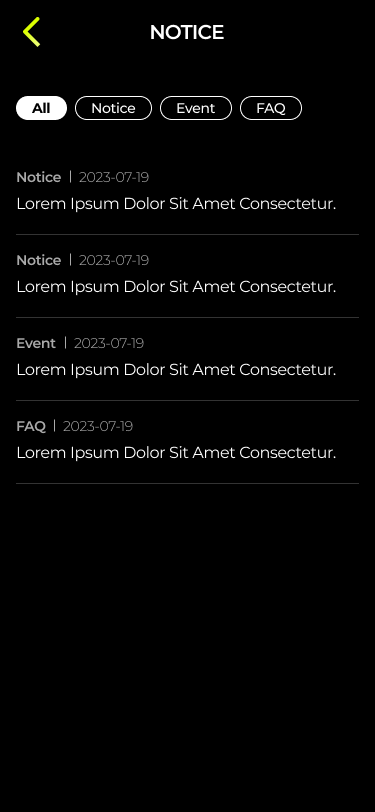 NOTICE
All Notice Event FAQ
Notice | 2023-07-19
Lorem Ipsum Dolor Sit Amet Consectetur.
Notice | 2023-07-19
Lorem Ipsum Dolor Sit Amet Consectetur.
Event | 2023-07-19
Lorem Ipsum Dolor Sit Amet Consectetur.
FAQ | 2023-07-19
Lorem Ipsum Dolor Sit Amet Consectetur.